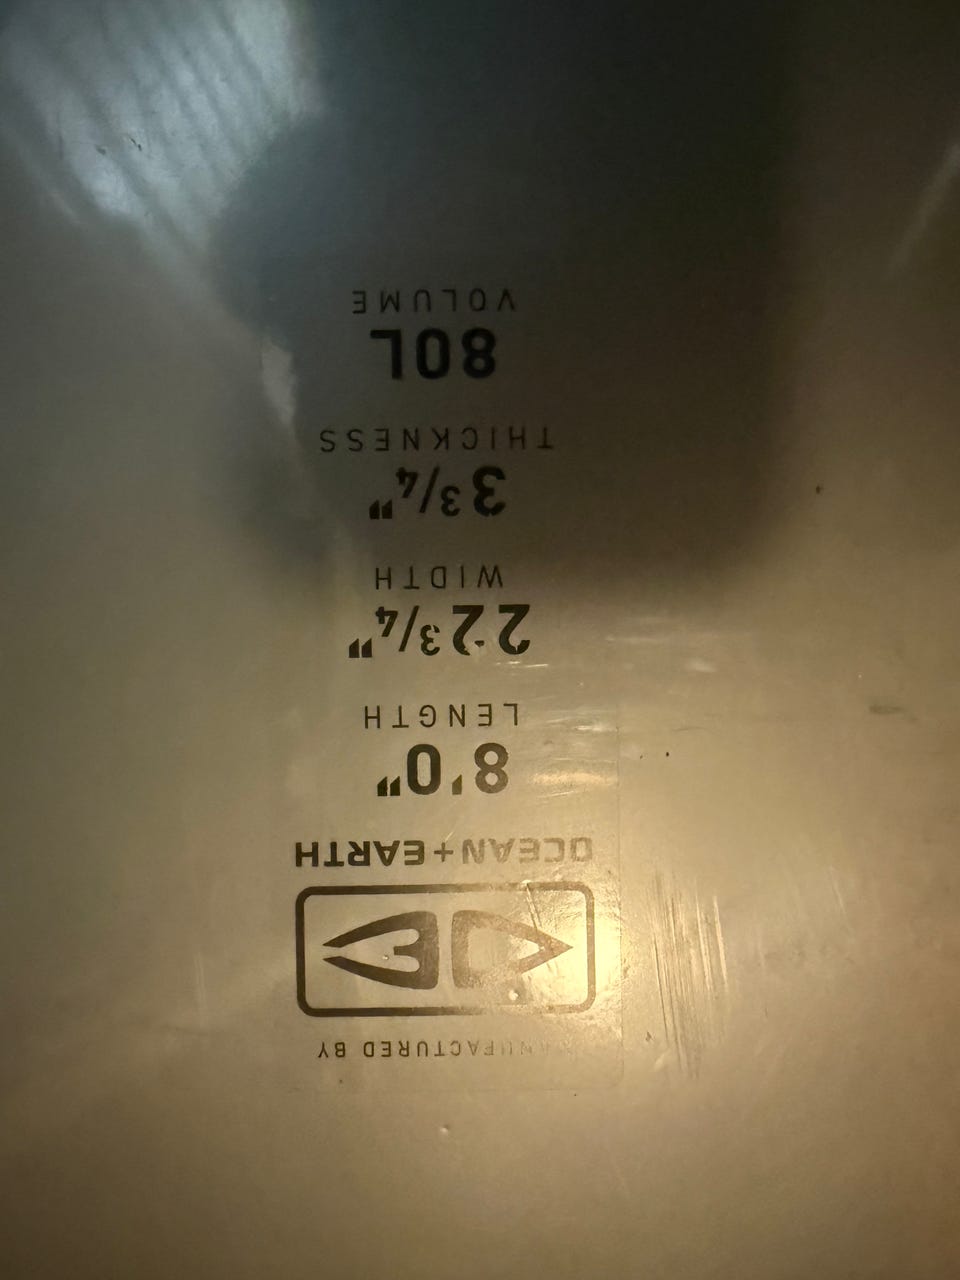 MANUFACTURED BY
OCEAN+EARTH
8'0"
LENGTH
22 3/4"
WIDTH
3 3/4"
THICKNESS
80L
VOLUME